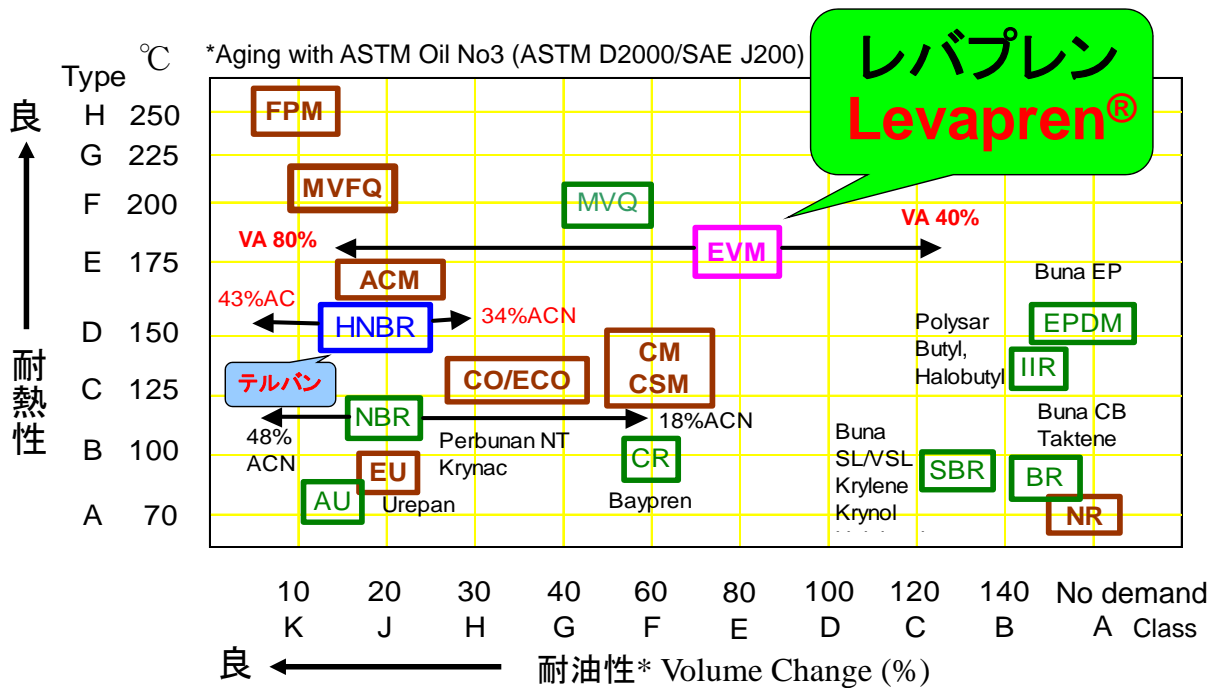 ℃
*Aging with ASTM Oil No3 (ASTM D2000/SAE J200)
レバプレン
Levapren®
Type
良
耐熱性
H 250
G 225
F 200
E 175
D 150
C 125
B 100
A 70
FPM
MVFQ
MVQ
VA 80%
VA 40%
EVM
ACM
Buna EP
43%AC
HNBR
34%ACN
EPDM
Polysar
Butyl,
Halobutyl
IIR
CM
CSM
テルバン
CO/ECO
NBR
48%
ACN
18%ACN
Perbunan NT
Krynac
Buna CB
Taktene
CR
Baypren
EU
AU
Urepan
Buna
SL/VSL
Krylene
Krynol
SBR
BR
NR
10 20 30 40 60 80 100 120 140 No demand
K J H G F E D C B A Class
良
耐油性* Volume Change (%)